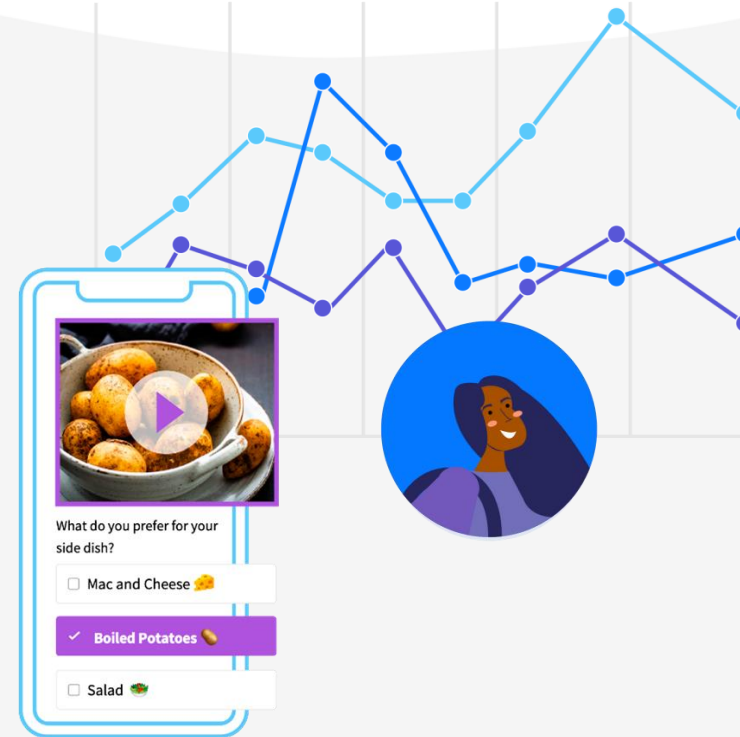 What do you prefer for your
side dish?
Mac and Cheese 🧀
Boiled Potatoes 🥔
Salad 🥗